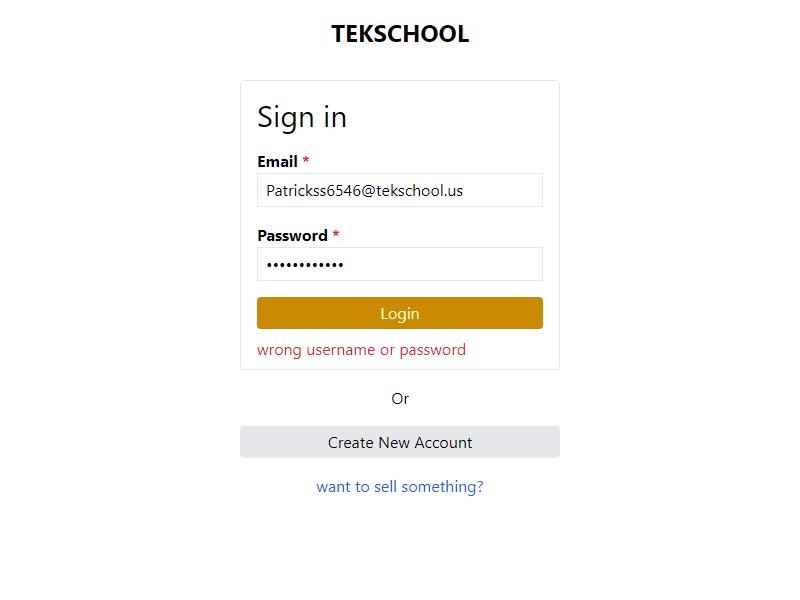 TEKSCHOOL
Sign in
Email *
Patrickss6546@tekschool.us
Password *
••••••••••••
Login
wrong username or password
Or
Create New Account
want to sell something?